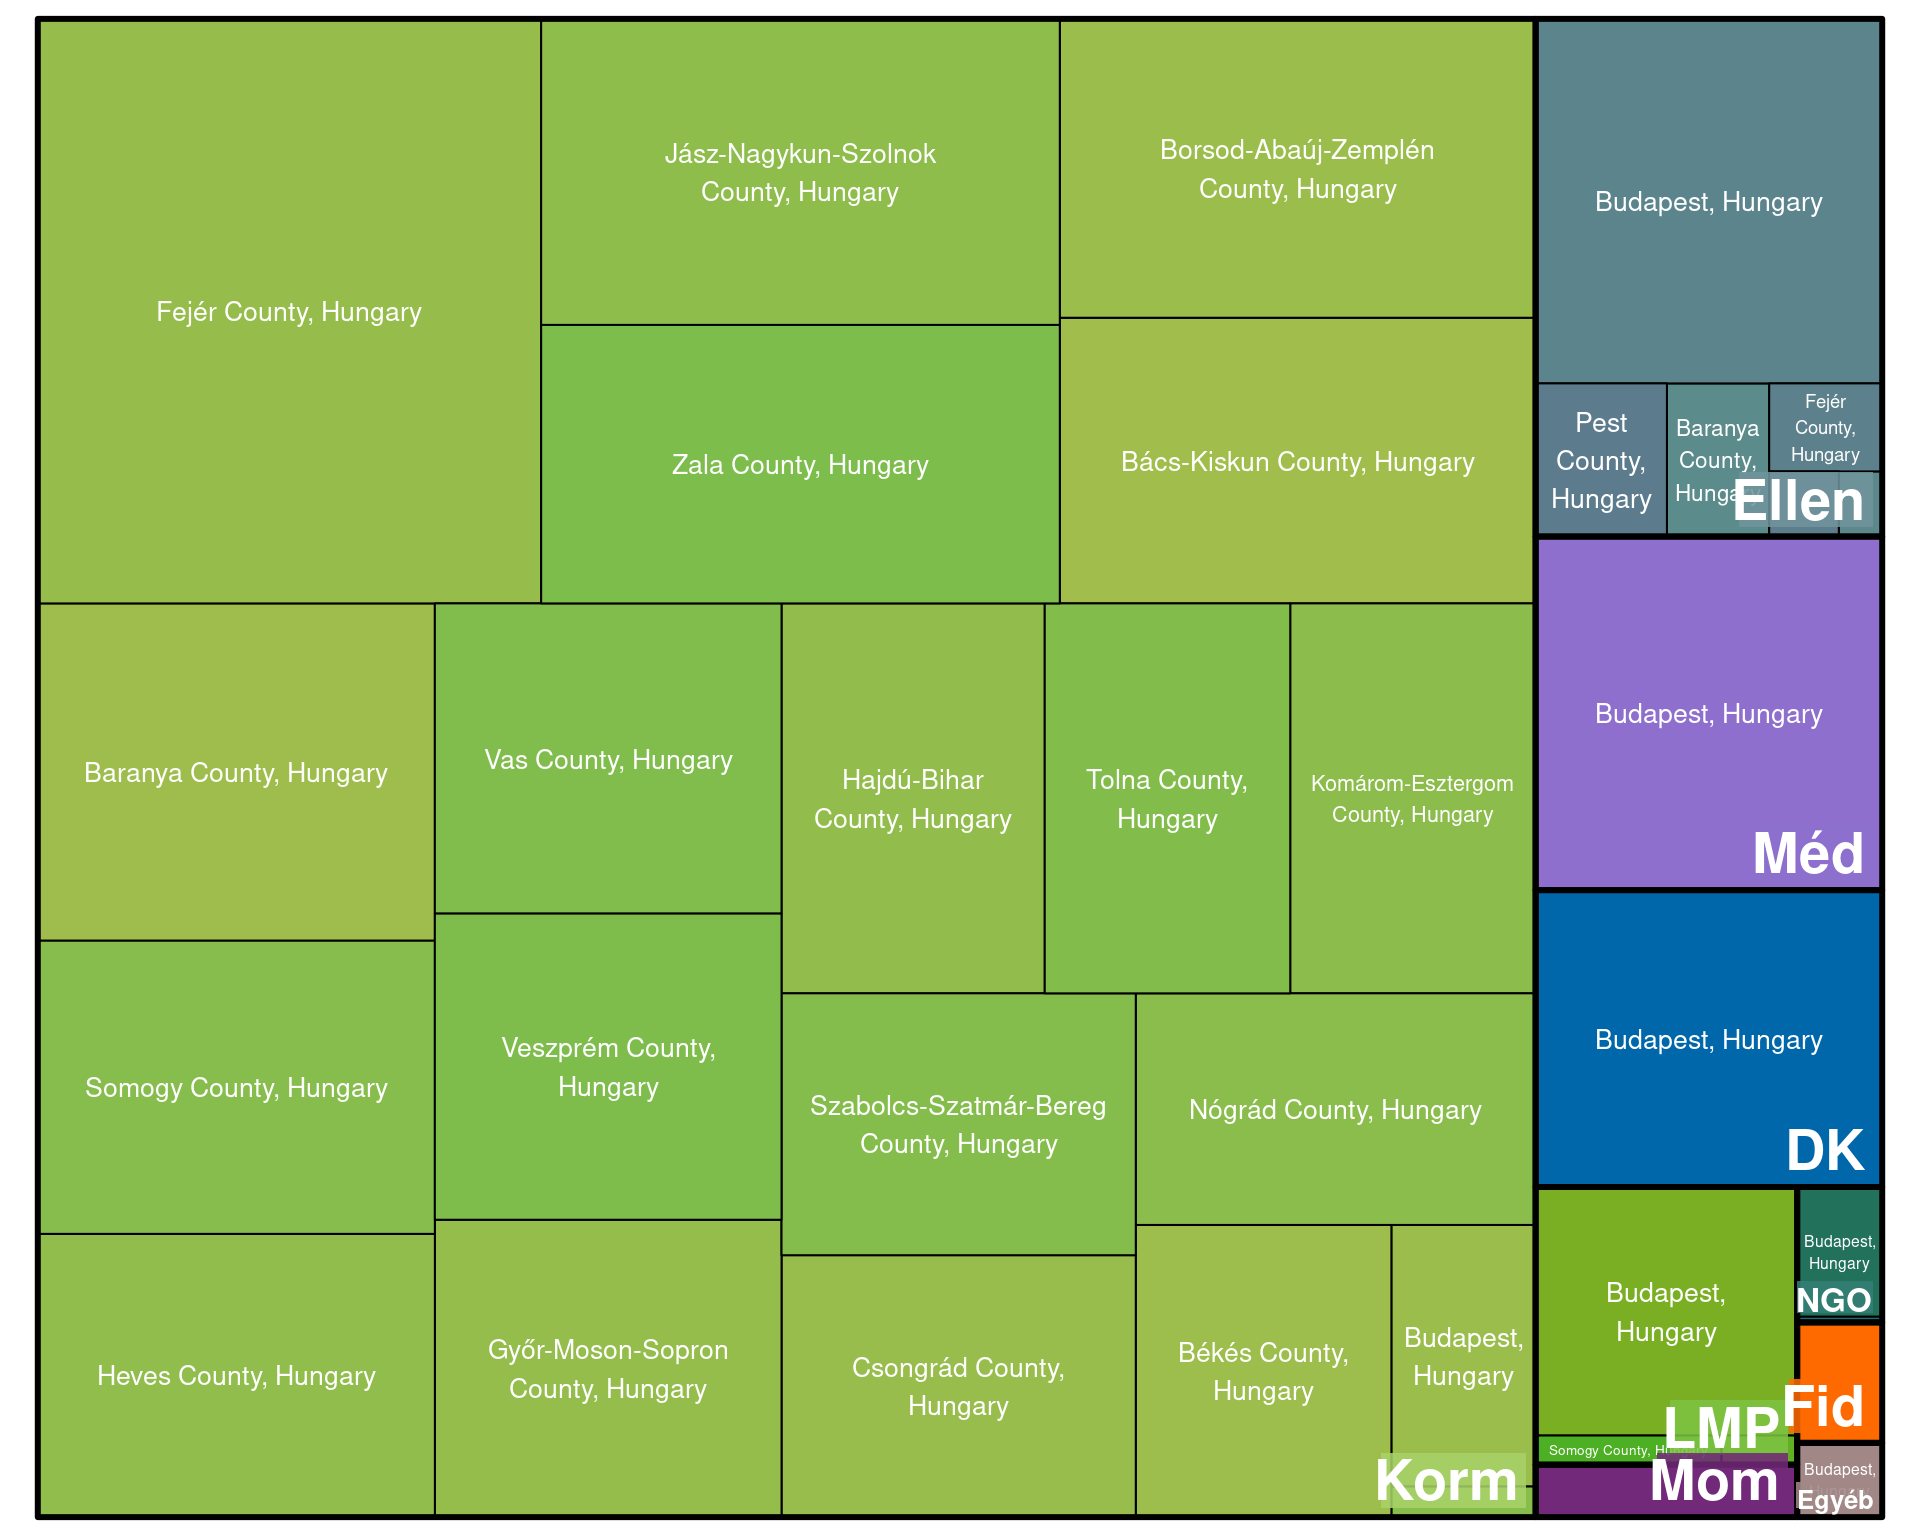 Fejér County, Hungary
Jász-Nagykun-Szolnok
County, Hungary
Zala County, Hungary
Borsod-Abaúj-Zemplén
County, Hungary
Bács-Kiskun County, Hungary
Baranya County, Hungary
Somogy County, Hungary
Heves County, Hungary
Vas County, Hungary
Veszprém County,
Hungary
Győr-Moson-Sopron
County, Hungary
Hajdú-Bihar
County, Hungary
Tolna County,
Hungary
Komárom-Esztergom
County, Hungary
Szabolcs-Szatmár-Bereg
County, Hungary
Nógrád County, Hungary
Csongrád County,
Hungary
Békés County,
Hungary
Budapest,
Hungary
Korm
Budapest, Hungary
Pest
County,
Hungary
Baranya
County,
Hungary
Fejér
County,
Hungary
Ellen
Budapest, Hungary
Méd
Budapest, Hungary
DK
Budapest,
Hungary
Somogy County,
LMP
Mom
Budapest,
Hungary
NGO
Fid
Budapest,
Egyéb